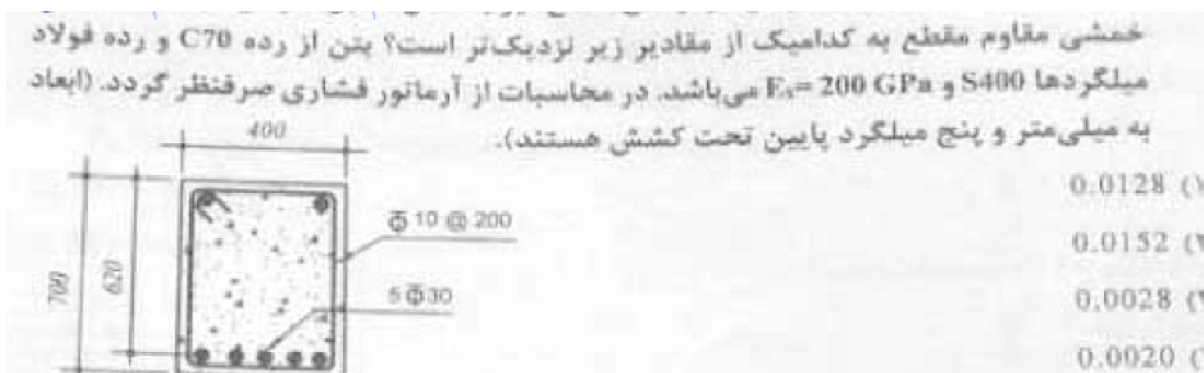 خمشی مقاوم مقطع به کدامیک از مقادیر زیر نزدیک‌تر است؟ بتن از رده C70 و رده فولاد
میلگردها S400 و Es= 200 GPa می‌باشد. در محاسبات از آرماتور فشاری صرفنظر گردد. (ابعاد
به میلی‌متر و پنج میلگرد پایین تحت کشش هستند).
400
700
620
Φ 10 @ 200
5 Φ 30
0.0128 (۱
0.0152 (۲
0.0028 (۳
0.0020 (